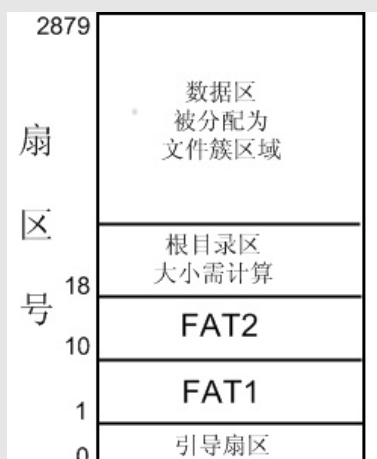 2879
数据区
被分配为
文件簇区域
扇
区
号
根目录区
大小需计算
18
FAT2
10
FAT1
1
引导扇区
0